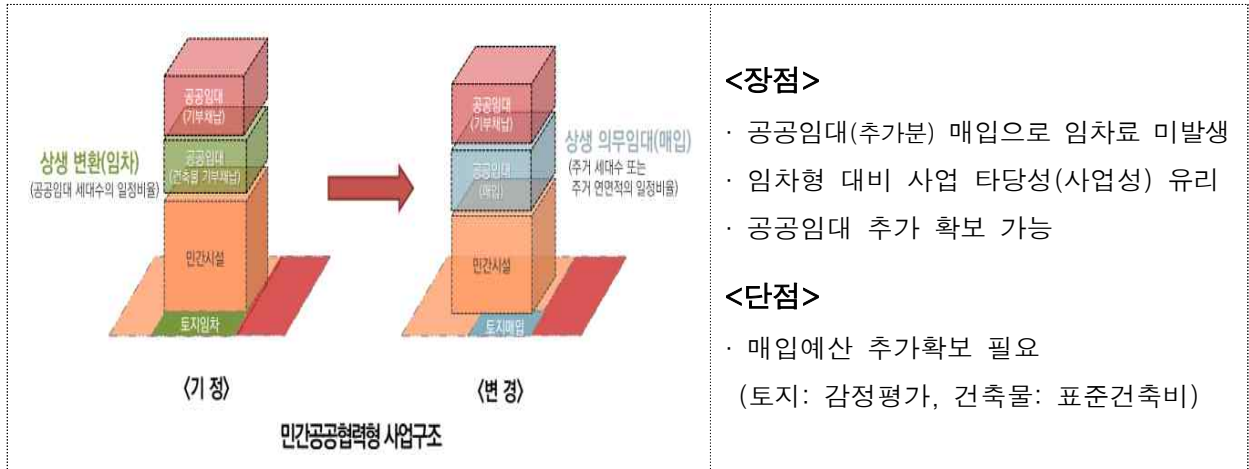 공공임대
(기부채납)
상생 변환(임차)
(공공임대 세대수의 일정비율)
공공임대
(건축물 기부채납)
민간시설
토지임차
〈기 정〉
공공임대
(기부채납)
상생 의무임대(매입)
(주거 세대수 또는
주거 연면적의 일정비율)
공공임대
(매입)
민간시설
토지매입
〈변 경〉
민간공공협력형 사업구조
<장점>
· 공공임대(추가분) 매입으로 임차료 미발생
· 임차형 대비 사업 타당성(사업성) 유리
· 공공임대 추가 확보 가능
<단점>
· 매입예산 추가확보 필요
(토지: 감정평가, 건축물: 표준건축비)